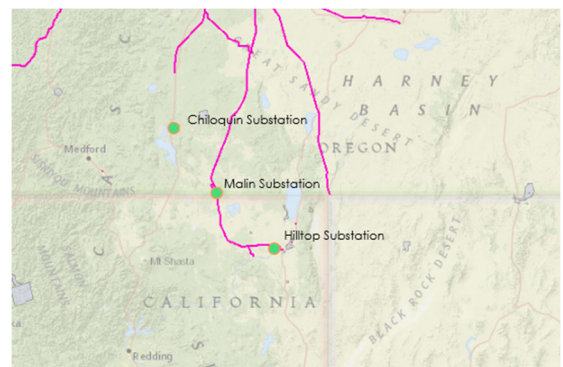 GREAT SANDY DESERT
HARNEY
BASIN
Chiloquin Substation
OREGON
Medford
Malin Substation
Hilltop Substation
Mt Shasta
BLACK ROCK DESERT
CALIFORNIA
Redding